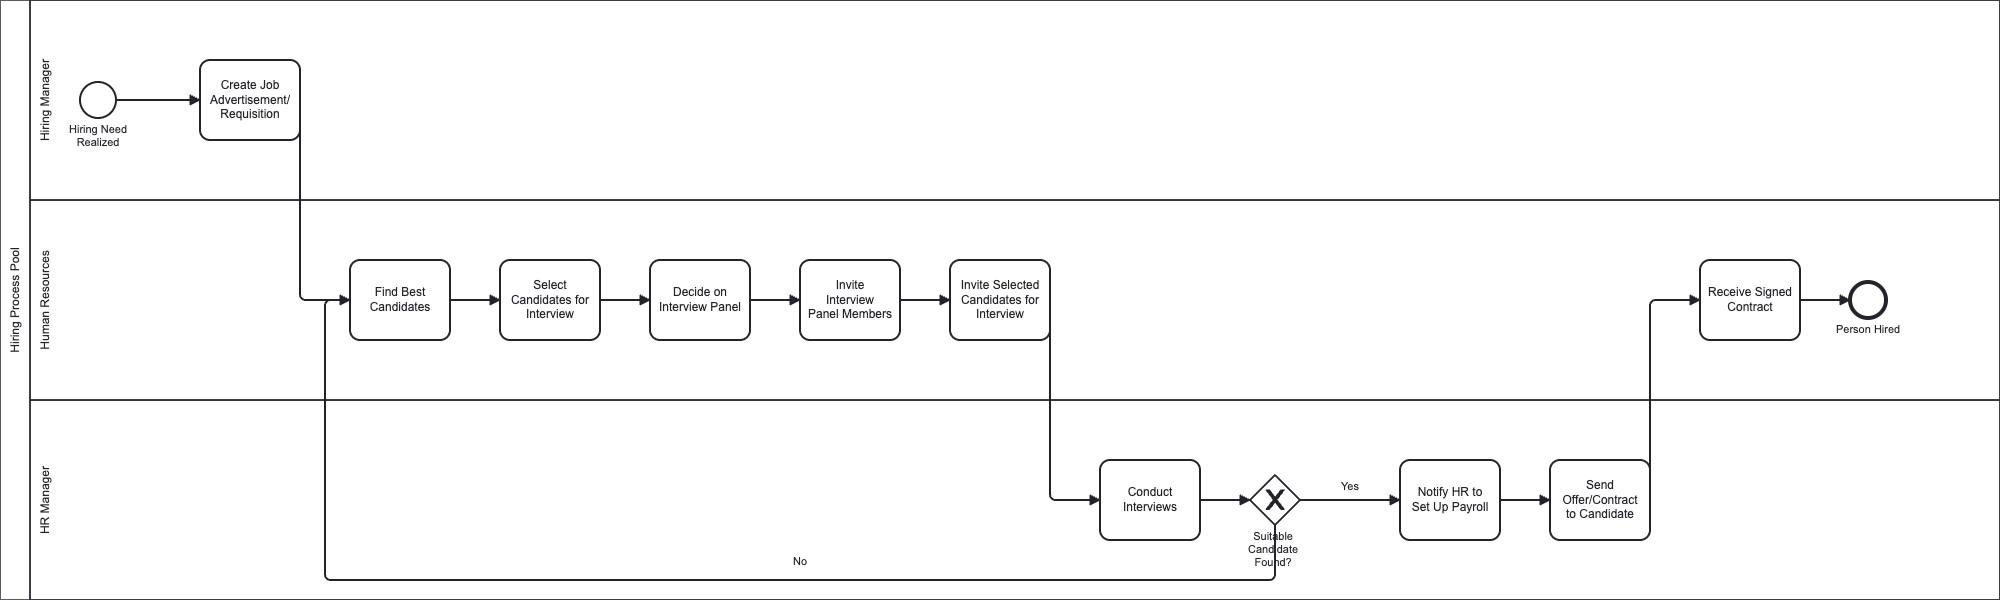 Hiring Process Pool
Hiring Manager
Hiring Need
Realized
Create Job
Advertisement/
Requisition
Human Resources
Find Best
Candidates
Select
Candidates for
Interview
Decide on
Interview Panel
Invite
Interview
Panel Members
Invite Selected
Candidates for
Interview
Receive Signed
Contract
Person Hired
HR Manager
Conduct
Interviews
Suitable
Candidate
Found?
Yes
No
Notify HR to
Set Up Payroll
Send
Offer/Contract
to Candidate